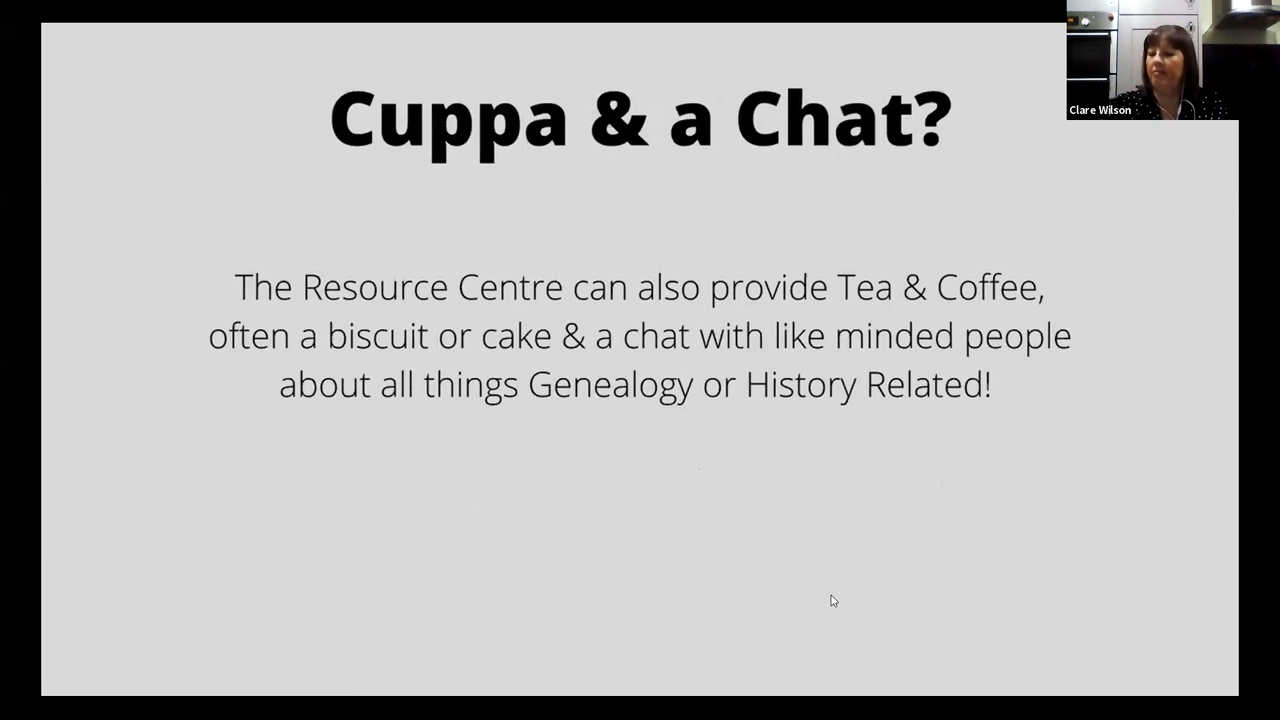 Cuppa & a Chat?
Clare Wilson
The Resource Centre can also provide Tea & Coffee,
often a biscuit or cake & a chat with like minded people
about all things Genealogy or History Related!